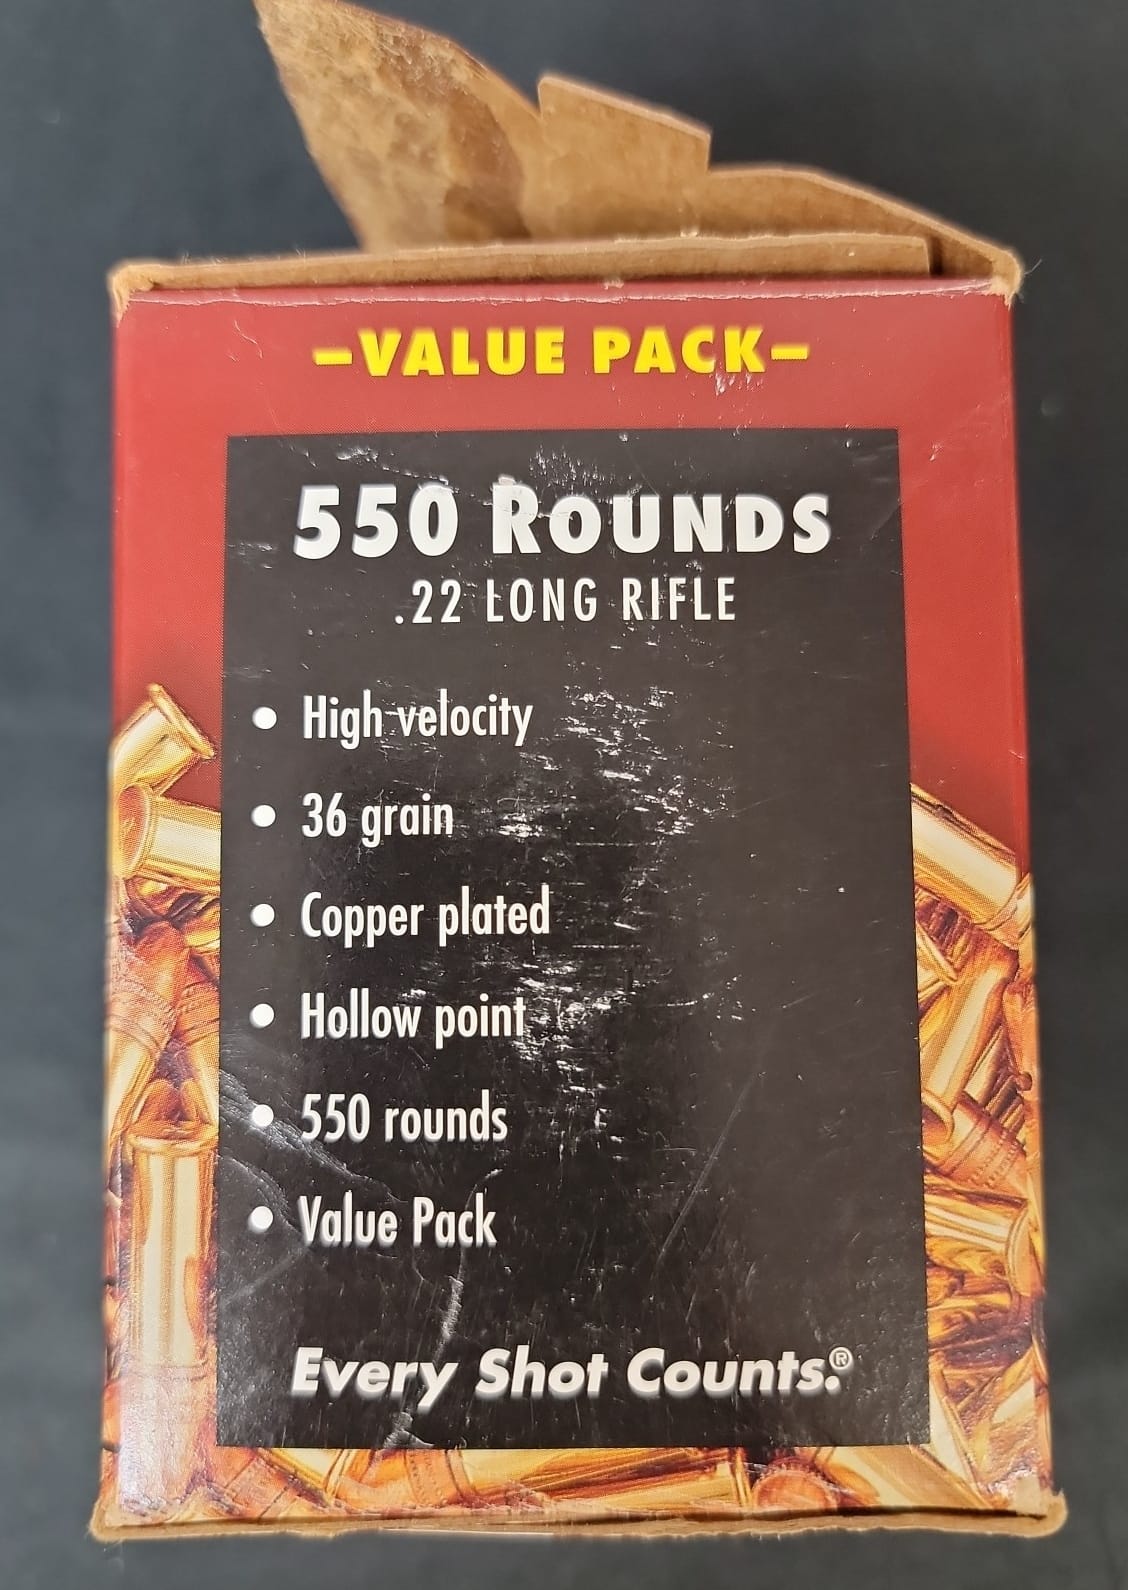 –VALUE PACK–
550 ROUNDS
.22 LONG RIFLE
• High velocity
• 36 grain
• Copper plated
• Hollow point
• 550 rounds
• Value Pack
Every Shot Counts.®